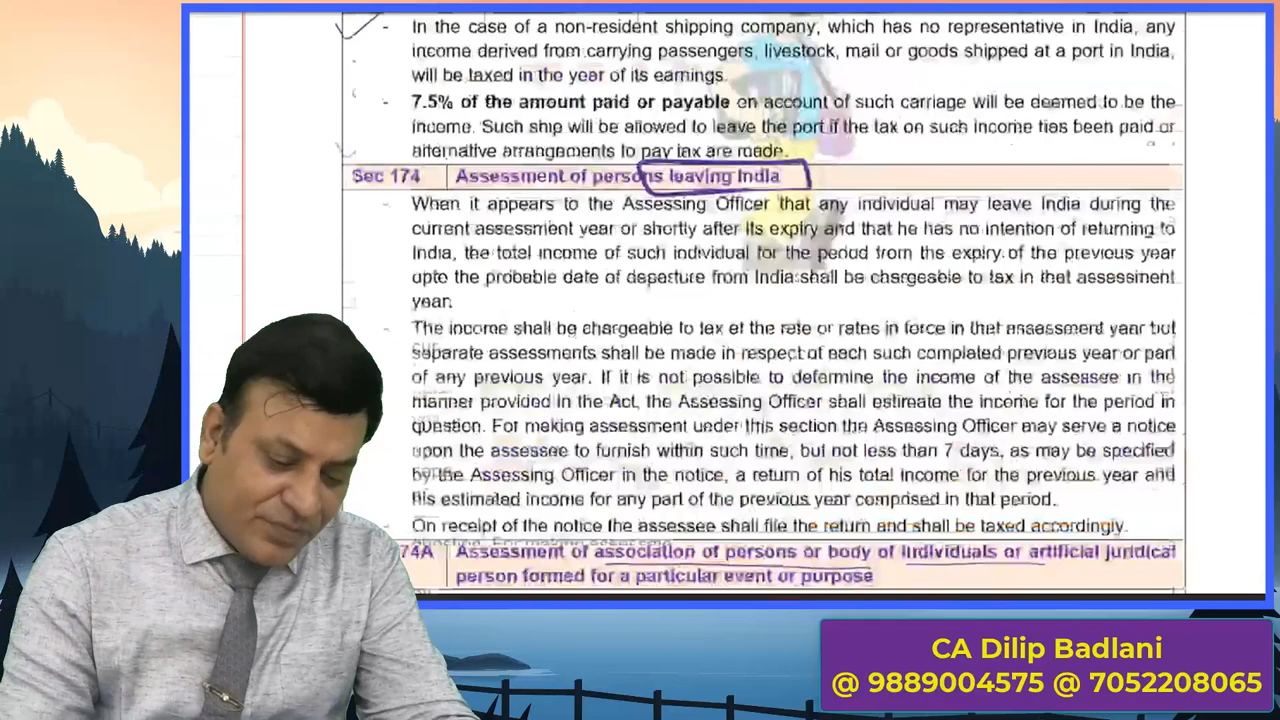 - In the case of a non-resident shipping company, which has no representative in India, any
income derived from carrying passengers, livestock, mail or goods shipped at a port in India,
will be taxed in the year of its earnings.
- 7.5% of the amount paid or payable on account of such carriage will be deemed to be the
income. Such ship will be allowed to leave the port if the tax on such income has been paid or
alternative arrangements to pay tax are made.
Sec 174 Assessment of persons leaving India
- When it appears to the Assessing Officer that any individual may leave India during the
current assessment year or shortly after its expiry and that he has no intention of returning to
India, the total income of such individual for the period from the expiry of the previous year
upto the probable date of departure from India shall be chargeable to tax in that assessment
year.
- The income shall be chargeable to tax at the rate or rates in force in that assessment year but
separate assessments shall be made in respect of each such completed previous year or part
of any previous year. If it is not possible to determine the income of the assessee in the
manner provided in the Act, the Assessing Officer shall estimate the income for the period in
question. For making assessment under this section the Assessing Officer may serve a notice
upon the assessee to furnish within such time, but not less than 7 days, as may be specified
by the Assessing Officer in the notice, a return of his total income for the previous year and
his estimated income for any part of the previous year comprised in that period.
- On receipt of the notice the assessee shall file the return and shall be taxed accordingly.
74A Assessment of association of persons or body of individuals or artificial juridical
person formed for a particular event or purpose
CA Dilip Badlani
@ 9889004575 @ 7052208065